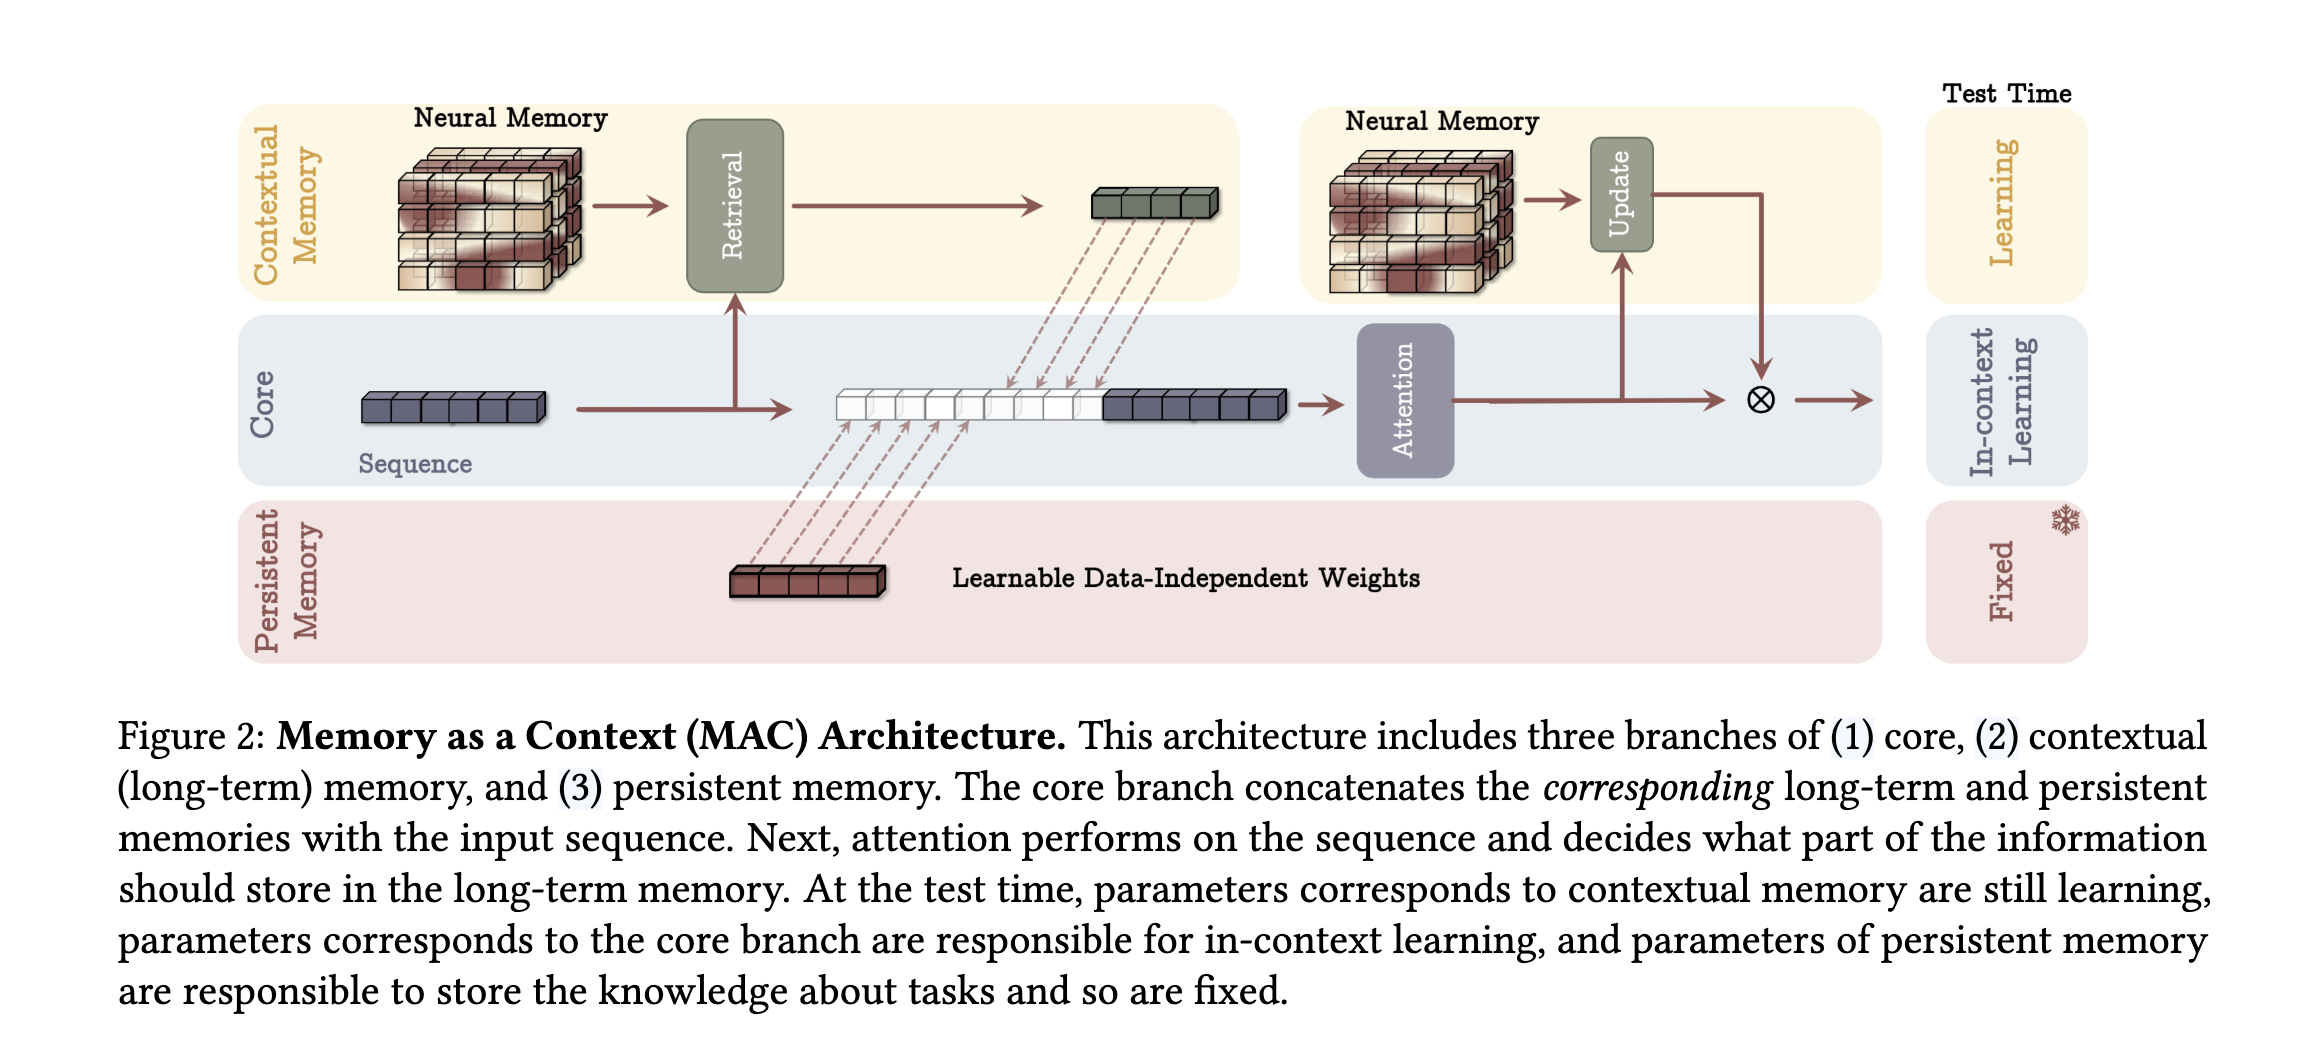 Test Time
Neural Memory
Neural Memory
Contextual
Memory
Retrieval
Update
Learning
Core
Sequence
Attention
In-context
Learning
Persistent
Memory
Learnable Data-Independent Weights
Fixed
Figure 2: Memory as a Context (MAC) Architecture. This architecture includes three branches of (1) core, (2) contextual
(long-term) memory, and (3) persistent memory. The core branch concatenates the corresponding long-term and persistent
memories with the input sequence. Next, attention performs on the sequence and decides what part of the information
should store in the long-term memory. At the test time, parameters corresponds to contextual memory are still learning,
parameters corresponds to the core branch are responsible for in-context learning, and parameters of persistent memory
are responsible to store the knowledge about tasks and so are fixed.